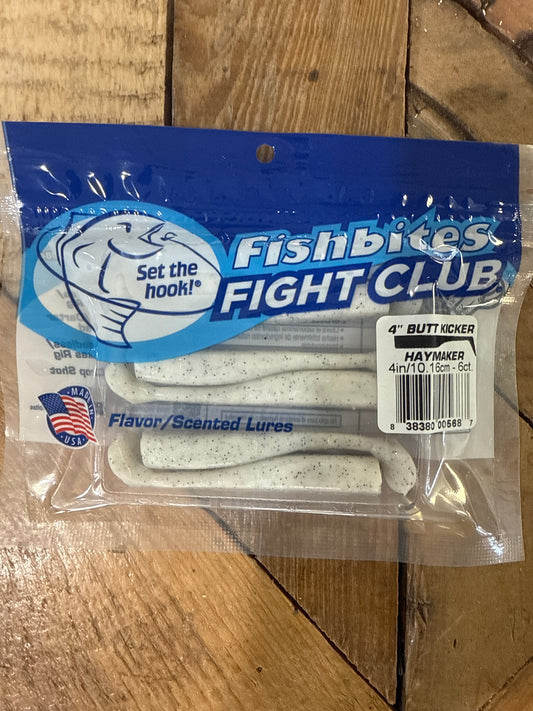 Fishbites
Set the
hook!®
FIGHT CLUB
4" BUTT KICKER
HAYMAKER
4in/10.16cm - 6ct.
8 38380 00568 7
MADE IN
USA
Flavor/Scented Lures